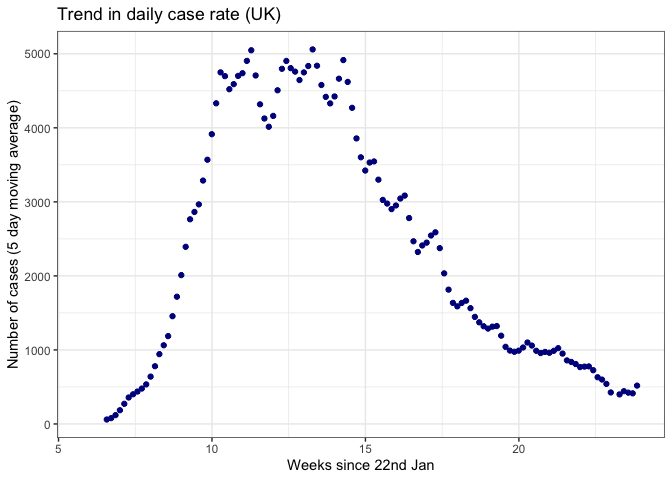 Trend in daily case rate (UK)
Number of cases (5 day moving average)
5000
4000
3000
2000
1000
0
5 10 15 20
Weeks since 22nd Jan